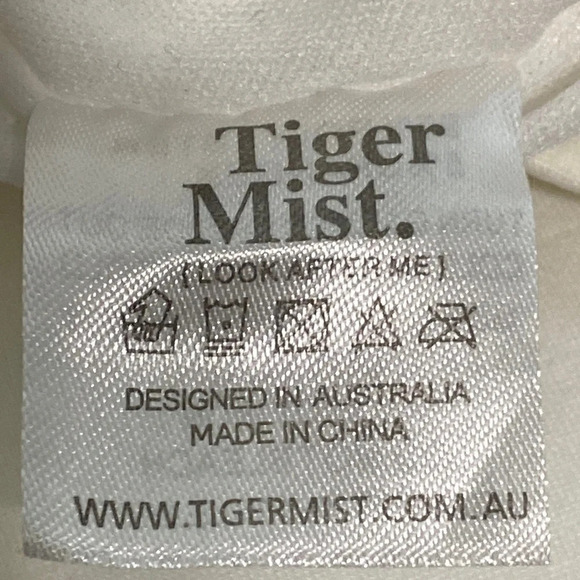 Tiger
Mist.
[LOOK AFTER ME]
DESIGNED IN AUSTRALIA
MADE IN CHINA
WWW.TIGERMIST.COM.AU